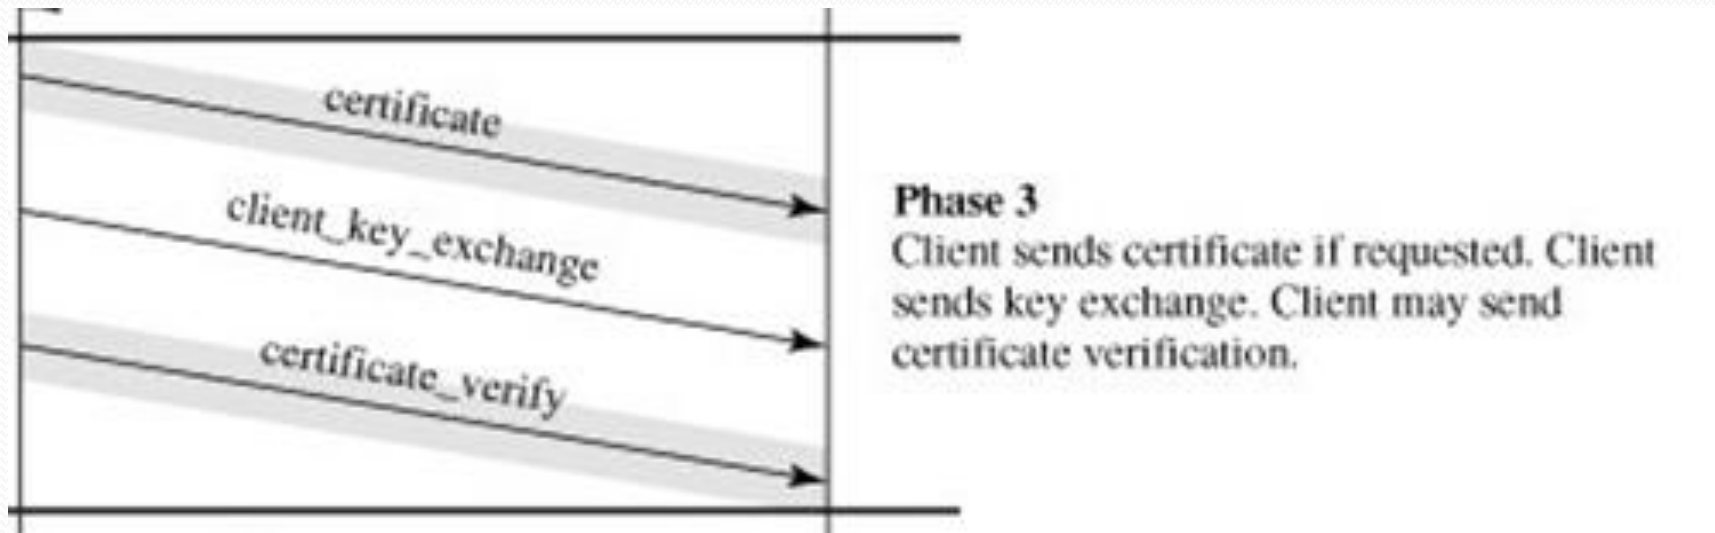 certificate
client_key_exchange
certificate_verify
Phase 3
Client sends certificate if requested. Client
sends key exchange. Client may send
certificate verification.